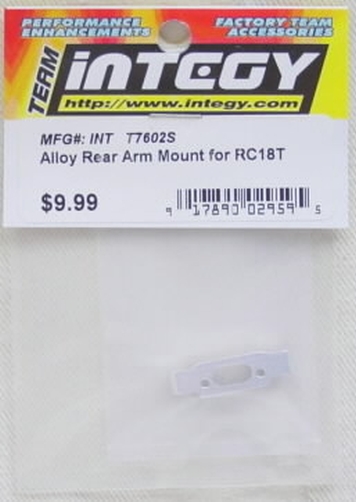 PERFORMANCE ENHANCEMENTS
FACTORY TEAM ACCESSORIES
TEAM
iNTEGY
http://www.integy.com
MFG#: INT T7602S
Alloy Rear Arm Mount for RC18T
$9.99
9 17890 02959 5